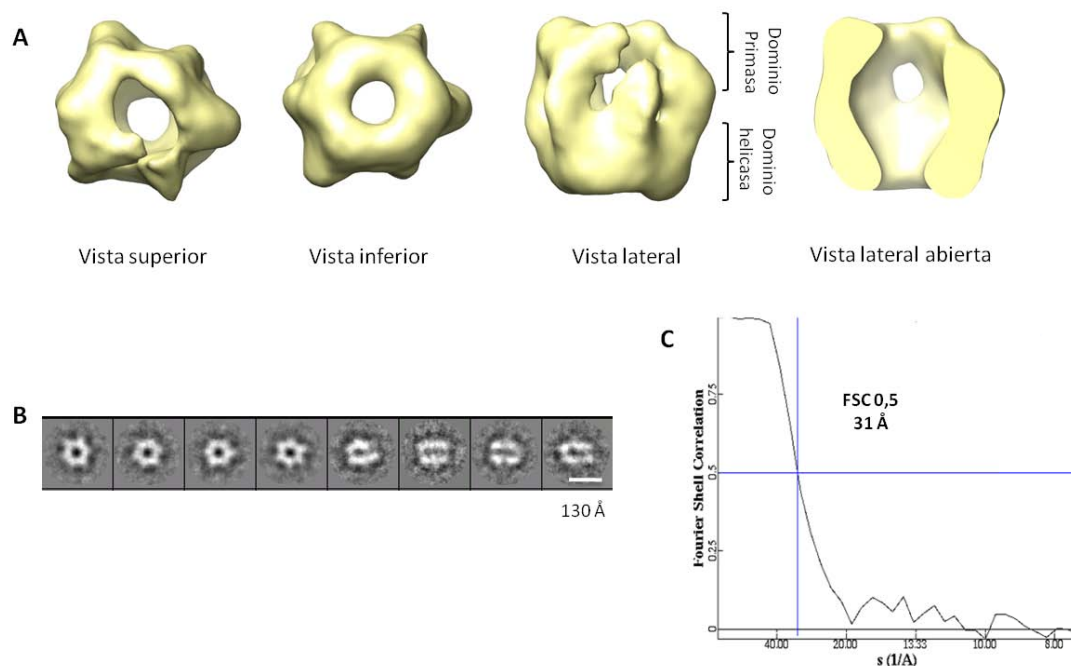 A
Dominio
Primasa
Dominio
helicasa
Vista superior
Vista inferior
Vista lateral
Vista lateral abierta
B
130 Å
C
FSC 0,5
31 Å
Fourier Shell Correlation
0.75
0.5
0.25
0
40.00
20.00
13.33
10.00
8.00
s (1/A)